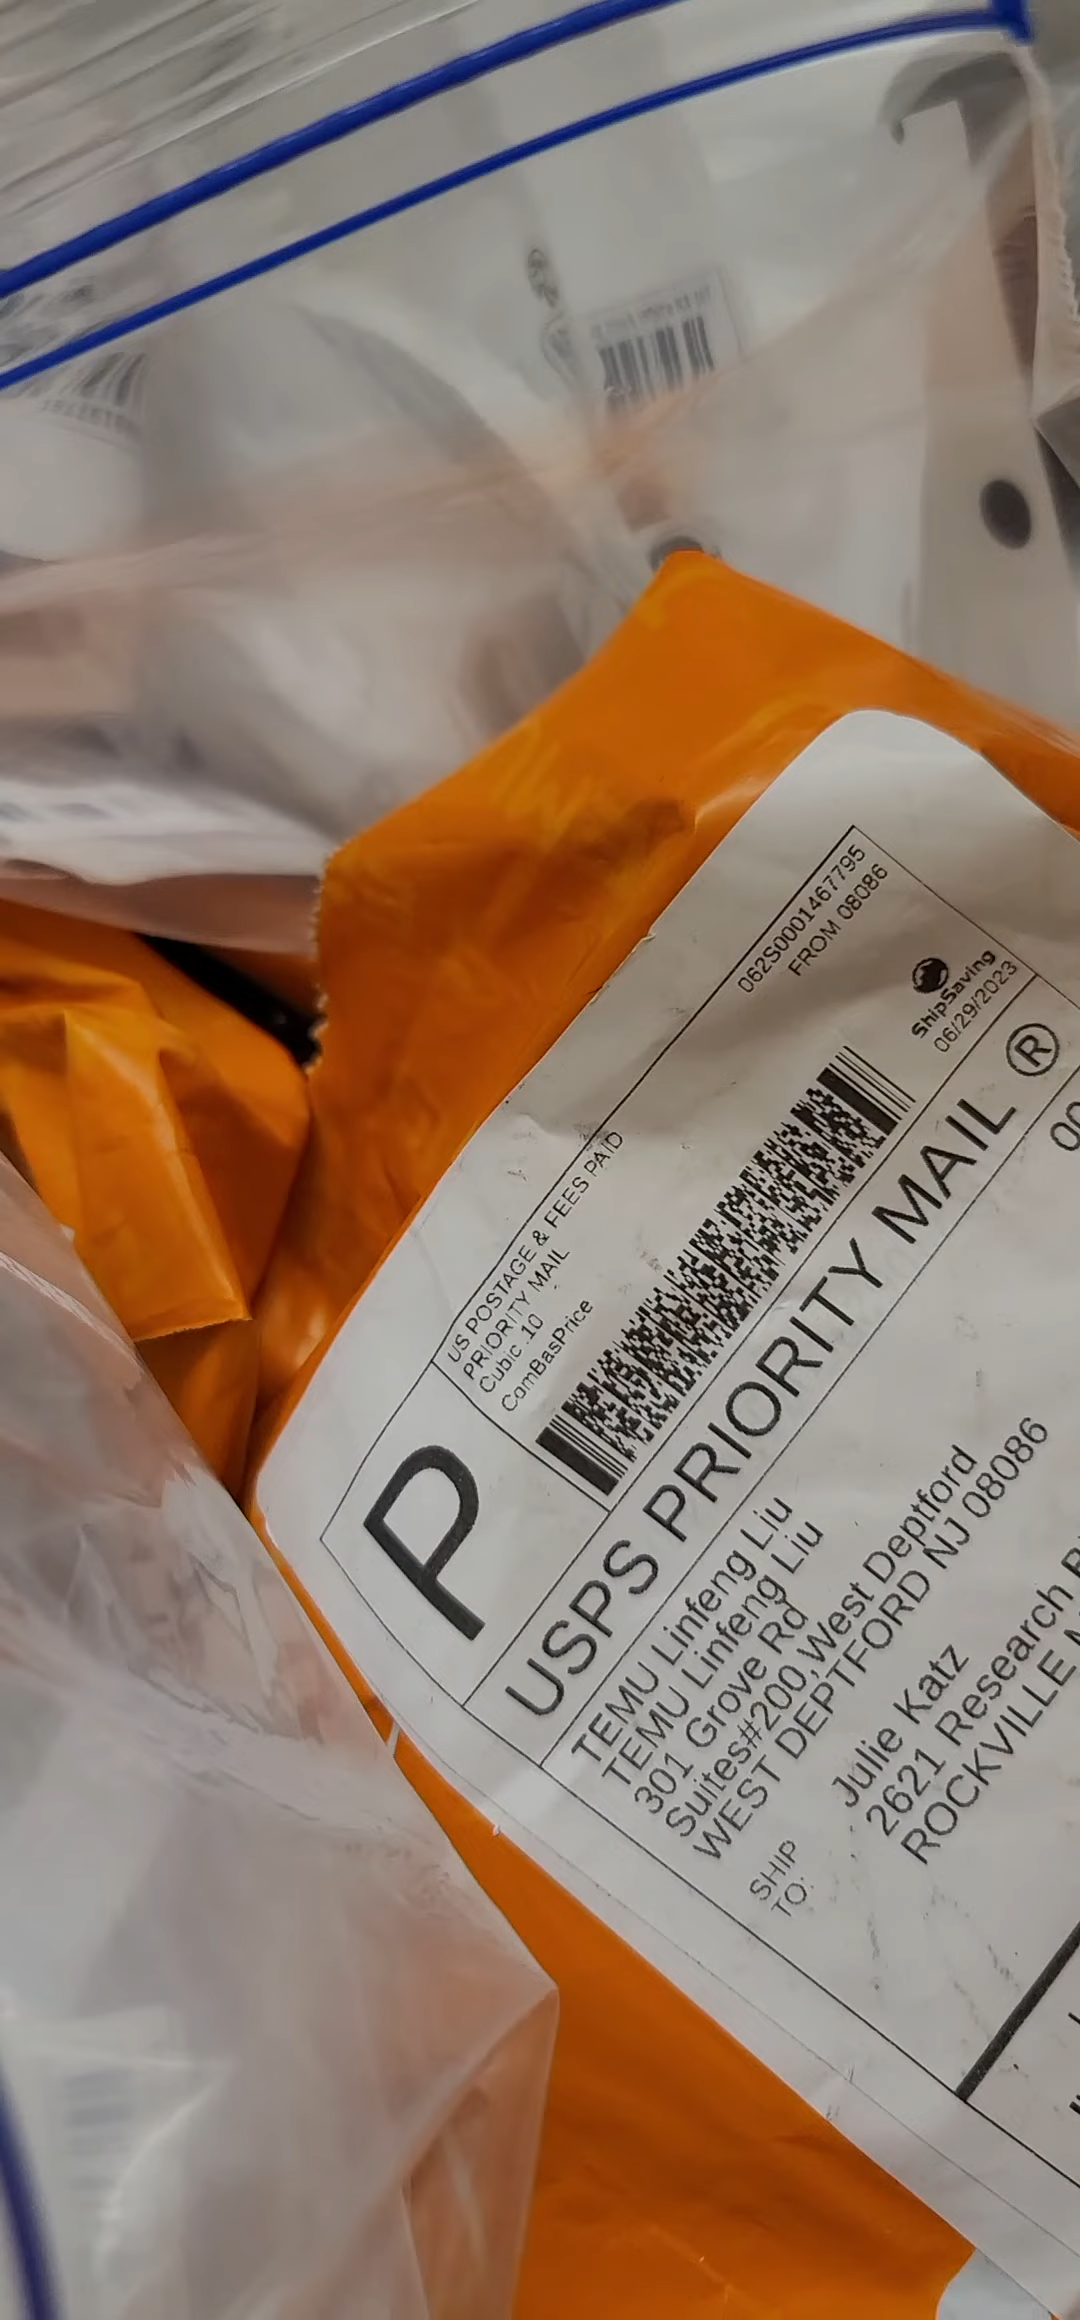 062S0001467795
FROM 08086
US POSTAGE & FEES PAID
PRIORITY MAIL
Cubic .10
ComBasPrice
ShipSaving
06/29/2023
P
USPS PRIORITY MAIL ®
TEMU Linfeng Liu
TEMU Linfeng Liu
301 Grove Rd
Suites#200,West Deptford
WEST DEPTFORD NJ 08086
SHIP
TO:
Julie Katz
2621 Research
ROCKVILLE